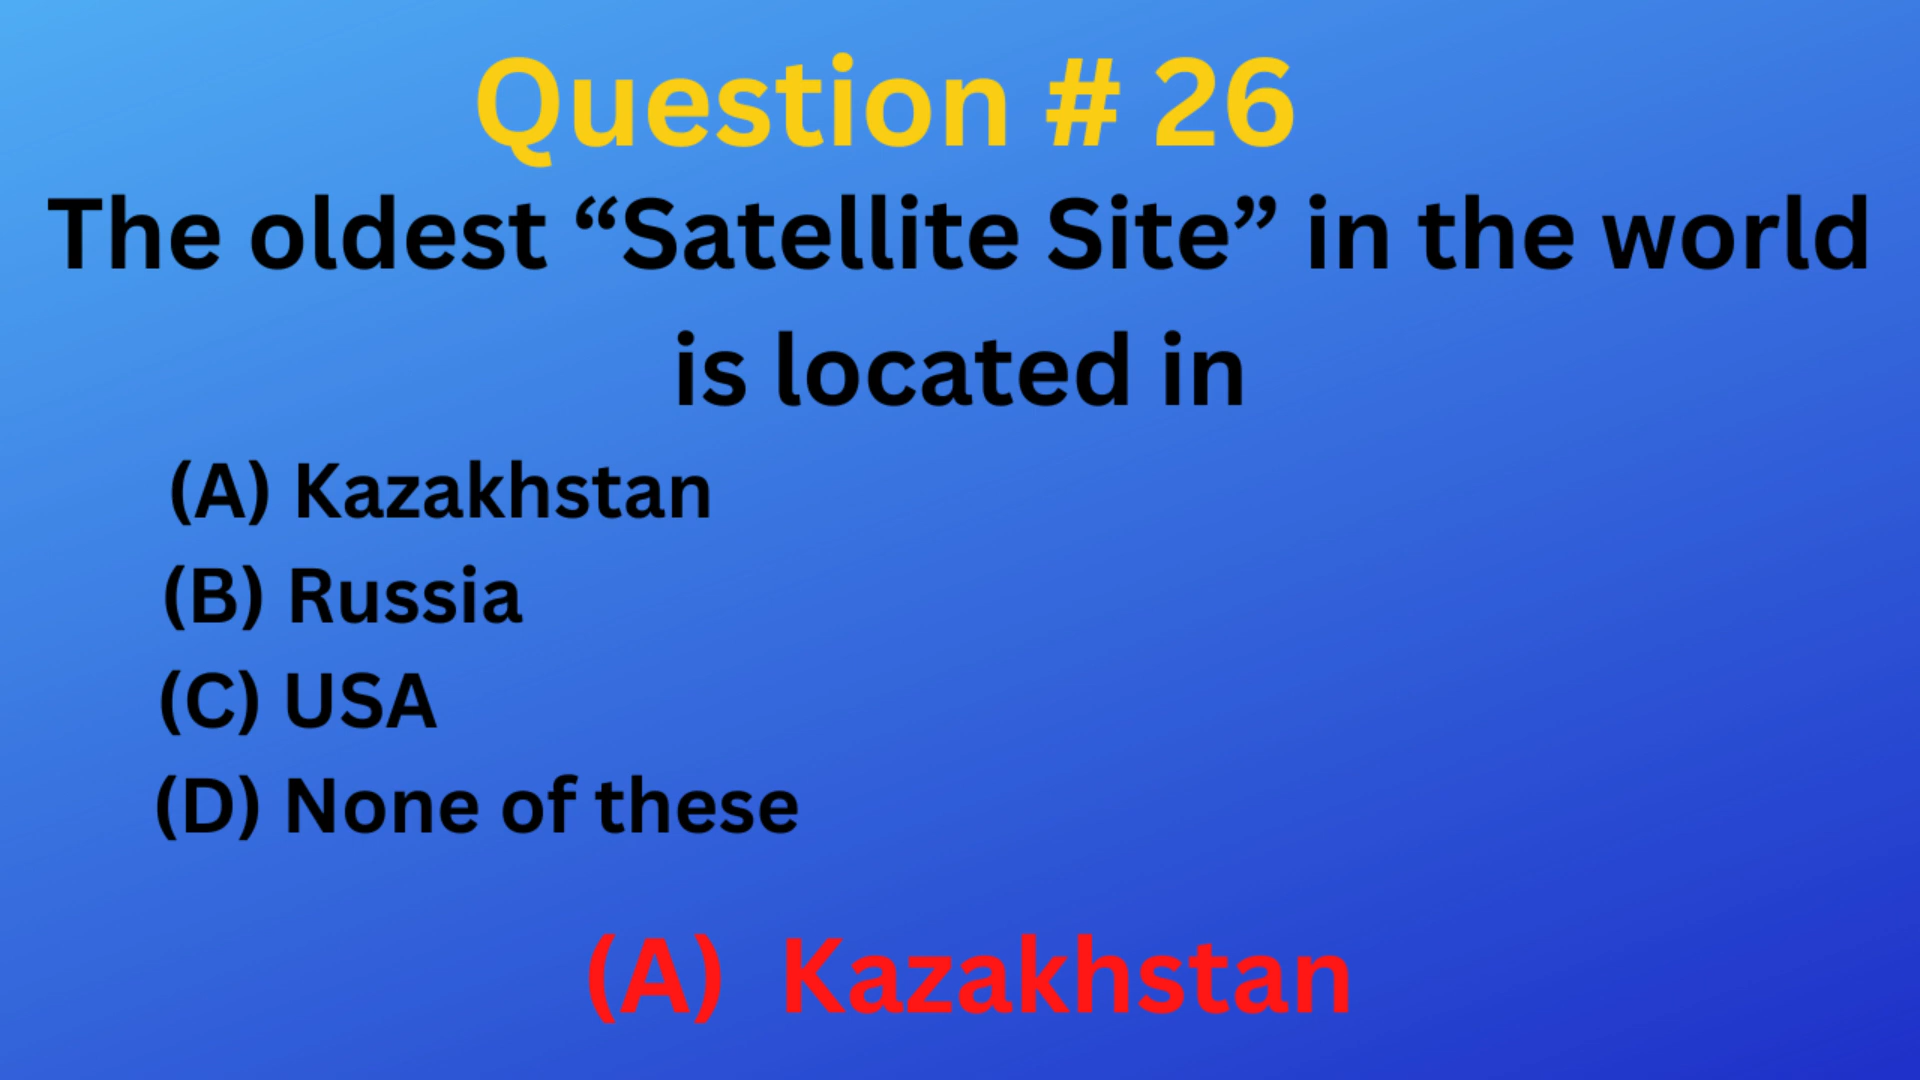 Question # 26
The oldest “Satellite Site” in the world
is located in
(A) Kazakhstan
(B) Russia
(C) USA
(D) None of these
(A) Kazakhstan